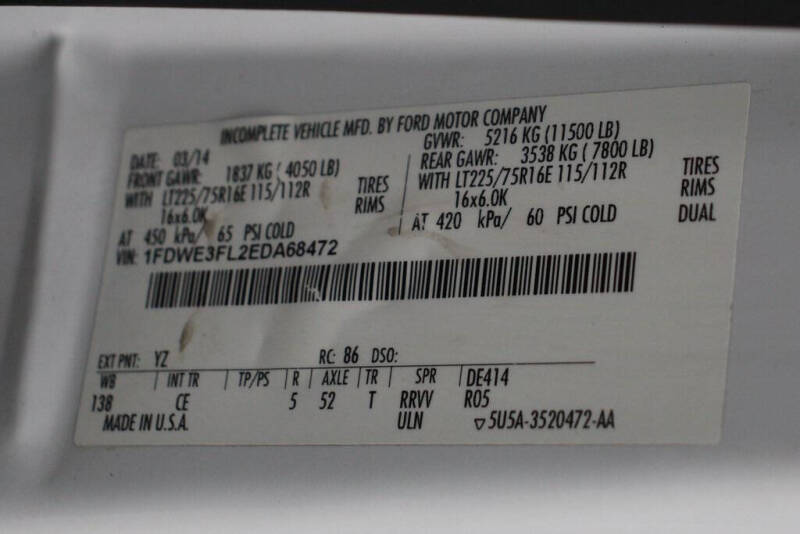 INCOMPLETE VEHICLE MFD. BY FORD MOTOR COMPANY
DATE: 03/14 GVWR: 5216 KG (11500 LB)
FRONT GAWR: 1837 KG (4050 LB) REAR GAWR: 3538 KG (7800 LB)
WITH LT225/75R16E 115/112R TIRES WITH LT225/75R16E 115/112R TIRES
16x6.0K RIMS 16x6.0K RIMS
AT 450 kPa/ 65 PSI COLD AT 420 kPa/ 60 PSI COLD DUAL
VIN: 1FDWE3FL2EDA68472
EXT PNT: YZ RC: 86 DSO:
WB INT TR TP/PS R AXLE TR SPR DE414
138 CE 5 52 T RRVV R05
MADE IN U.S.A. ULN ▽5U5A-3520472-AA